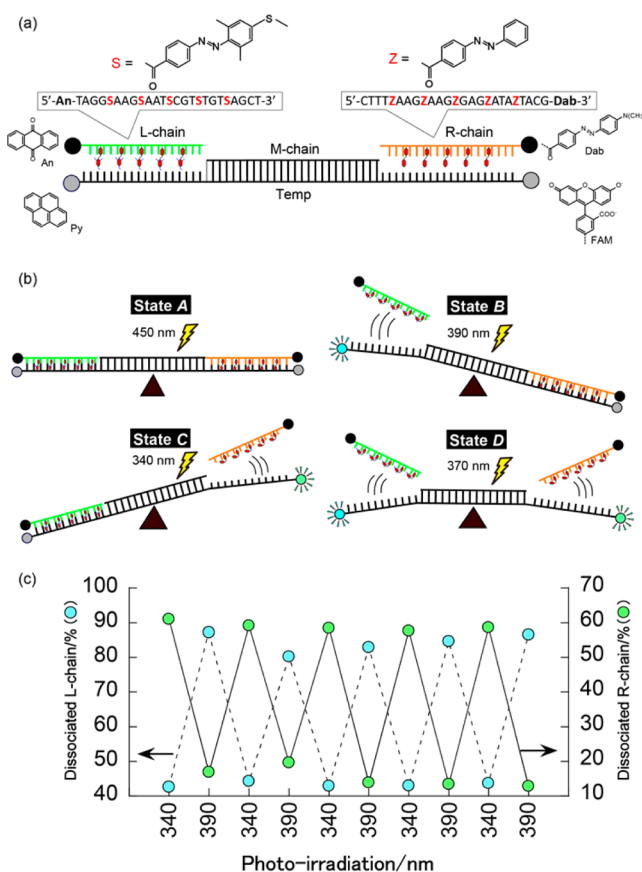 (a)
S =
S
N
N
O
Z =
N
N
O
5'-An-TAGGSAAGSAATSCGTSTGTSAGCT-3'
5'-CTTTZAAGZAAGZGAGZATAZTACG-Dab-3'
O
O
An
L-chain
M-chain
R-chain
N(CH₃
N
N
O
Dab
Temp
Py
O
O
O⁻
COO⁻
FAM
(b)
State A
450 nm
State B
390 nm
State C
340 nm
State D
370 nm
(c)
Dissociated L-chain/% ( )
100
90
80
70
60
50
40
70
60
50
40
30
20
10
Dissociated R-chain/% ( )
340 390 340 390 340 390 340 390 340 390
Photo-irradiation/nm